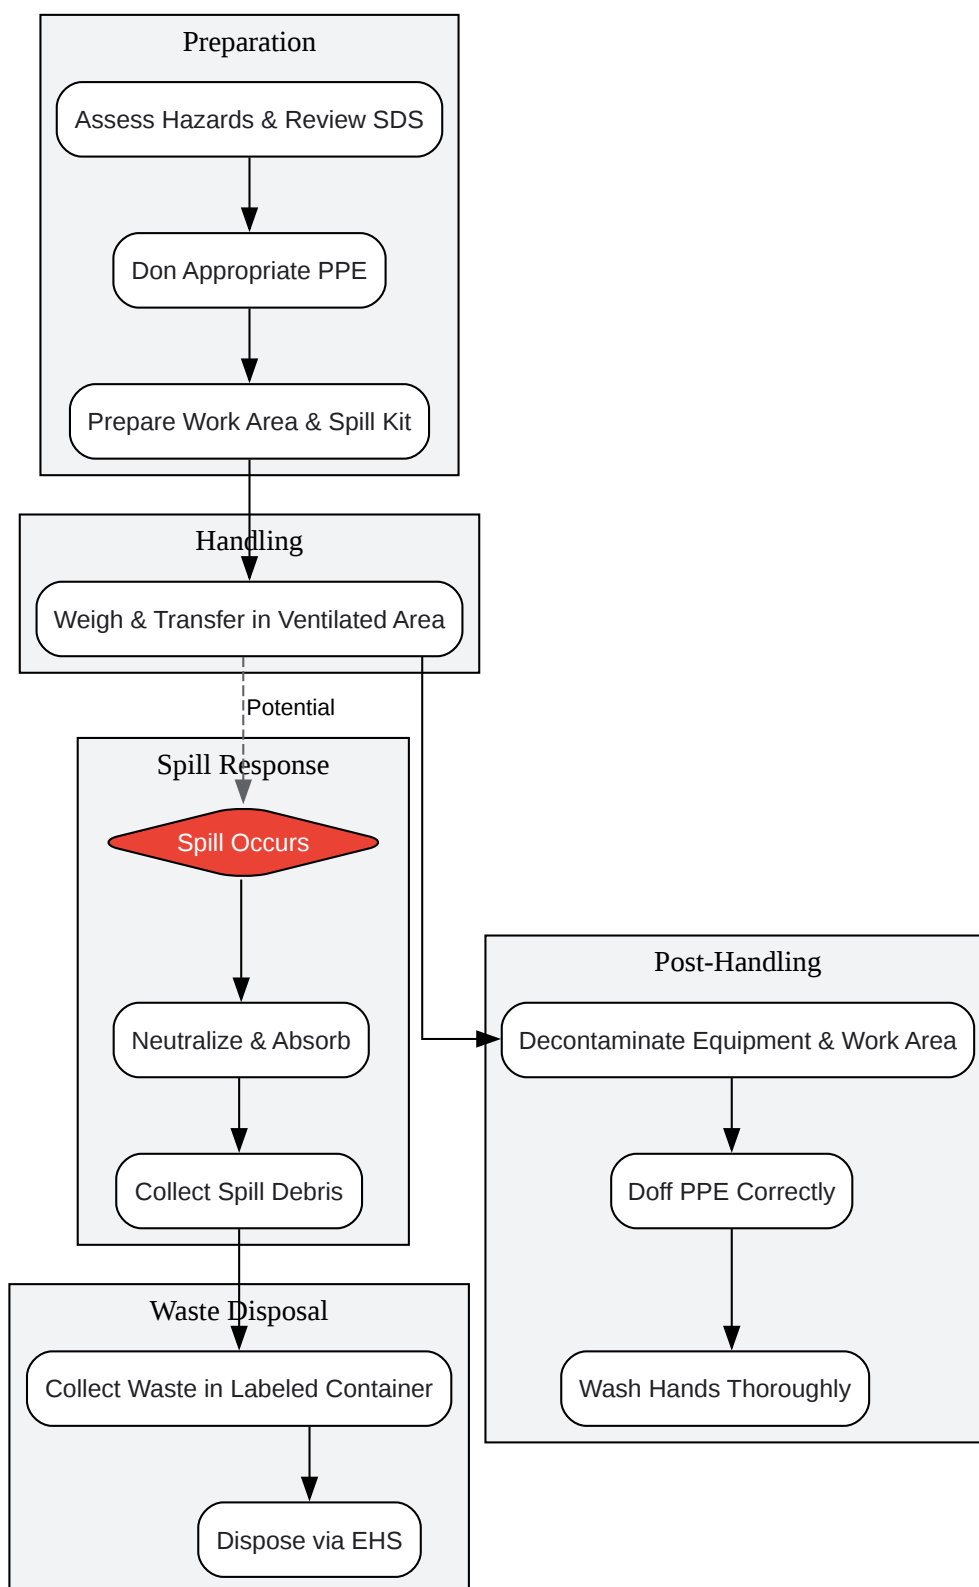 Preparation
Assess Hazards & Review SDS
Don Appropriate PPE
Prepare Work Area & Spill Kit
Handling
Weigh & Transfer in Ventilated Area
Potential
Spill Response
Spill Occurs
Neutralize & Absorb
Collect Spill Debris
Post-Handling
Decontaminate Equipment & Work Area
Doff PPE Correctly
Wash Hands Thoroughly
Waste Disposal
Collect Waste in Labeled Container
Dispose via EHS